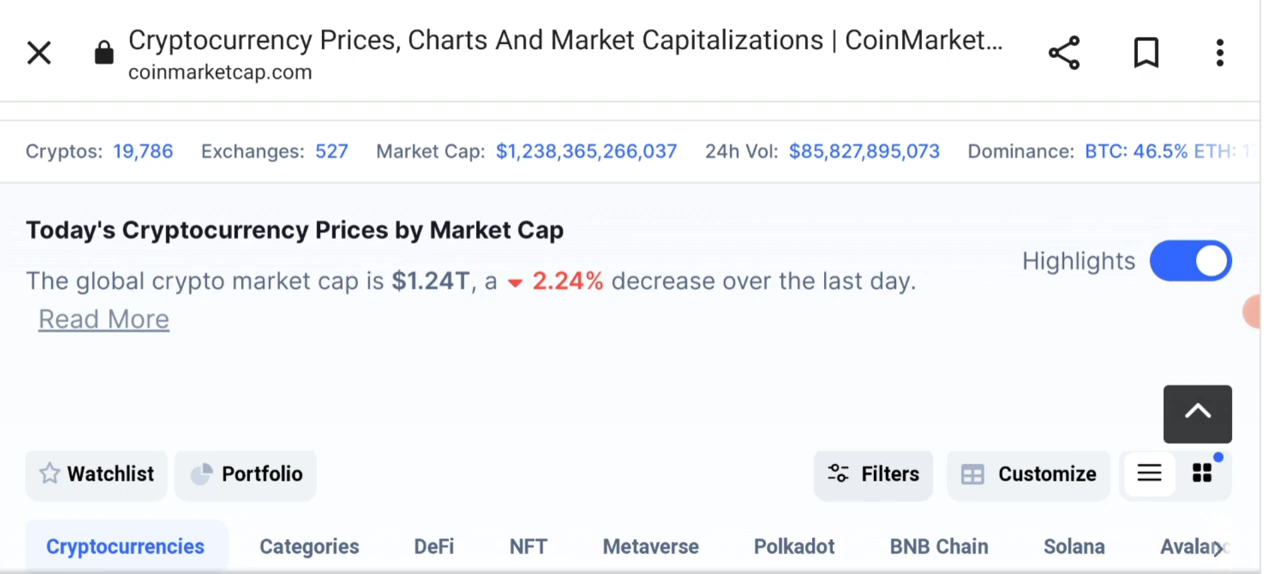 Cryptocurrency Prices, Charts And Market Capitalizations | CoinMarket...
coinmarketcap.com
Cryptos: 19,786 Exchanges: 527 Market Cap: $1,238,365,266,037 24h Vol: $85,827,895,073 Dominance: BTC: 46.5% ETH:
Today's Cryptocurrency Prices by Market Cap
Highlights
The global crypto market cap is $1.24T, a 2.24% decrease over the last day.
Read More
Watchlist Portfolio Filters Customize
Cryptocurrencies Categories DeFi NFT Metaverse Polkadot BNB Chain Solana